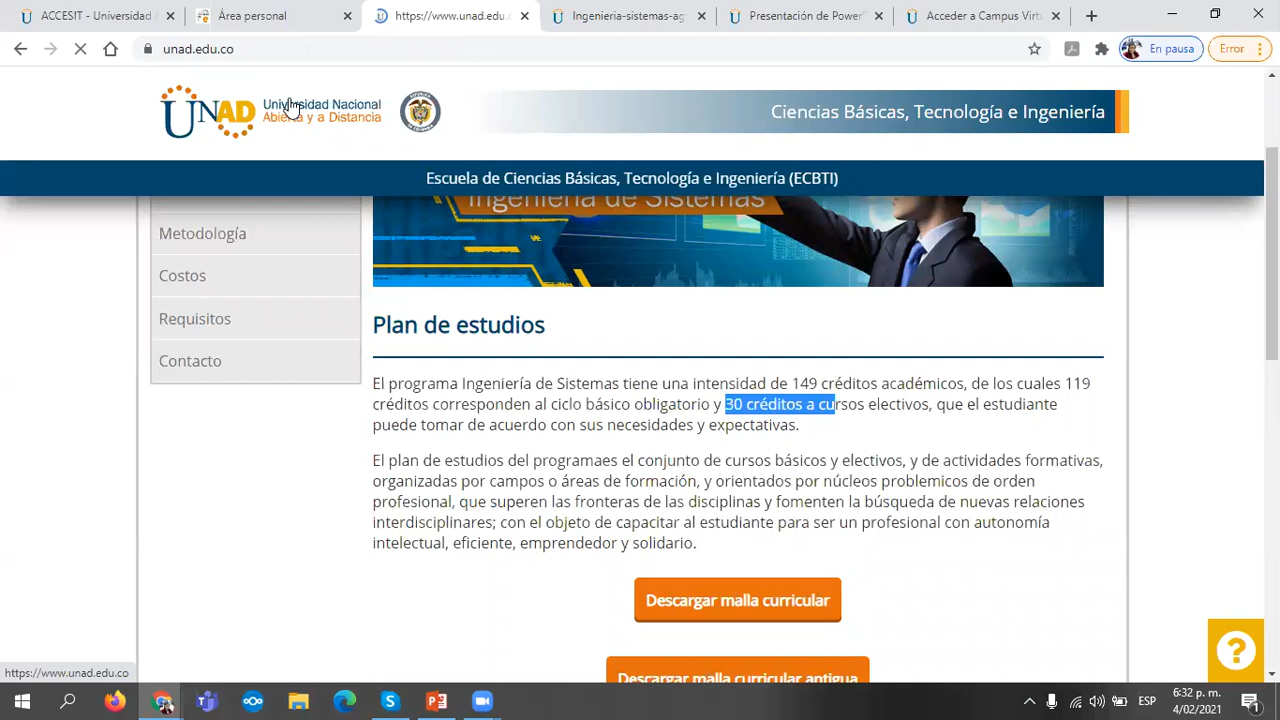 ACCESIT - Universidad
Área personal
https://www.unad.edu.co
Ingenieria-sistemas-ag
Presentación de Power
Acceder a Campus Virtu
unad.edu.co
En pausa
Error
UNAD
Universidad Nacional
Abierta y a Distancia
Ciencias Básicas, Tecnología e Ingeniería
Escuela de Ciencias Básicas, Tecnología e Ingeniería (ECBTI)
Ingeniería de Sistemas
Metodología
Costos
Requisitos
Contacto
Plan de estudios
El programa Ingeniería de Sistemas tiene una intensidad de 149 créditos académicos, de los cuales 119
créditos corresponden al ciclo básico obligatorio y 30 créditos a cursos electivos, que el estudiante
puede tomar de acuerdo con sus necesidades y expectativas.
El plan de estudios del programaes el conjunto de cursos básicos y electivos, y de actividades formativas,
organizadas por campos o áreas de formación, y orientados por núcleos problemicos de orden
profesional, que superen las fronteras de las disciplinas y fomenten la búsqueda de nuevas relaciones
interdisciplinares; con el objeto de capacitar al estudiante para ser un profesional con autonomía
intelectual, eficiente, emprendedor y solidario.
Descargar malla curricular
Descargar malla curricular antigua
?
https://www.unad.edu.co
ESP
6:32 p. m.
4/02/2021